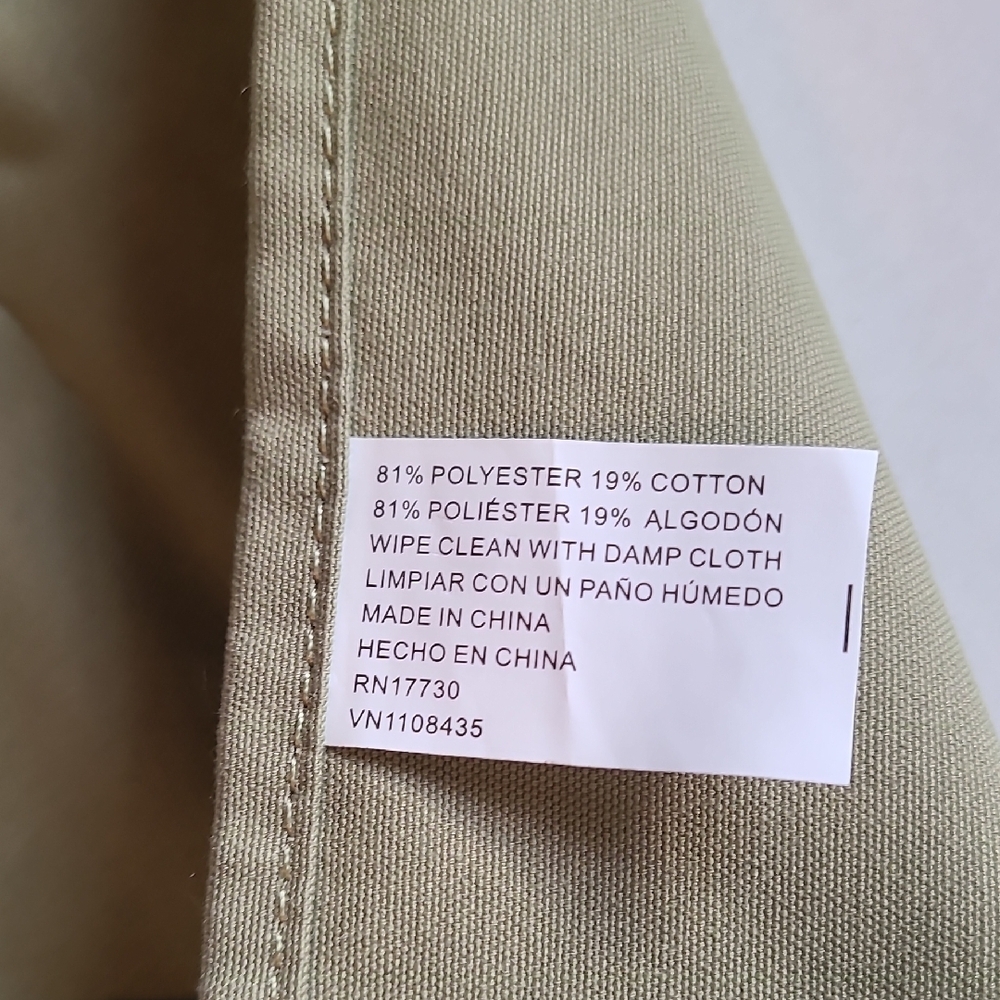 81% POLYESTER 19% COTTON
81% POLIÉSTER 19% ALGODÓN
WIPE CLEAN WITH DAMP CLOTH
LIMPIAR CON UN PAÑO HÚMEDO
MADE IN CHINA
HECHO EN CHINA
RN17730
VN1108435